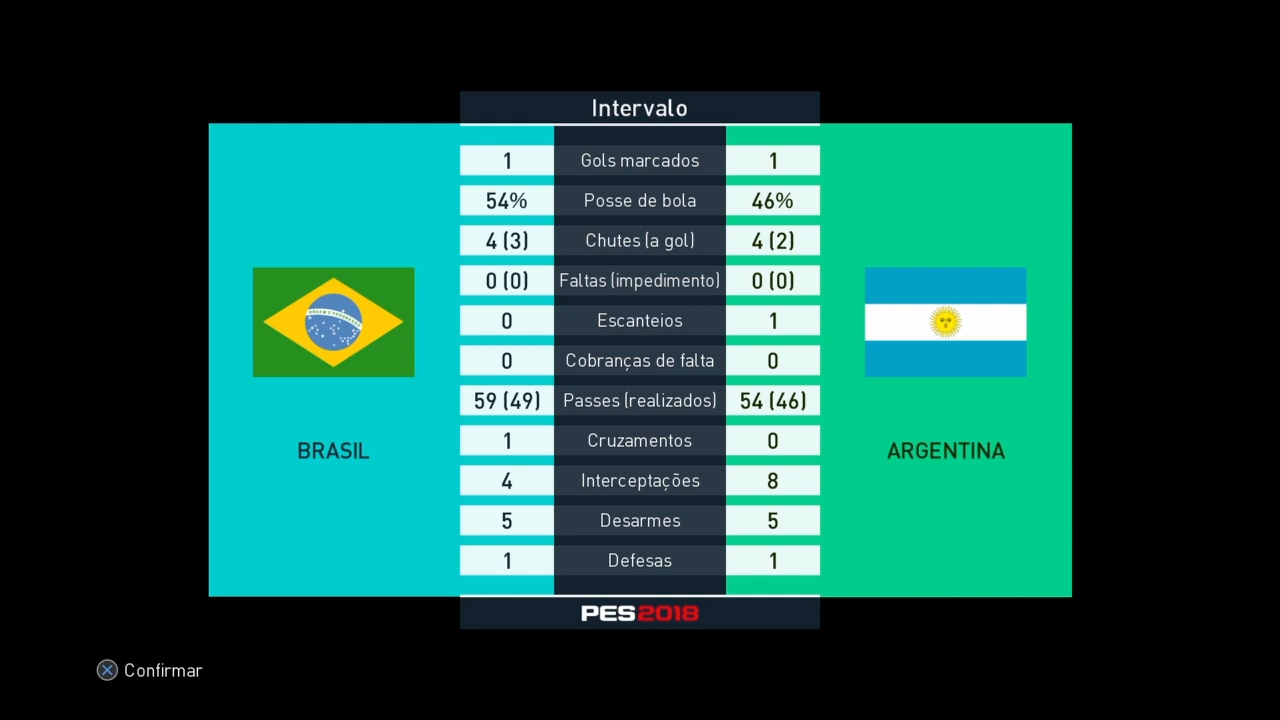 Intervalo
1 Gols marcados 1
54% Posse de bola 46%
4 (3) Chutes (a gol) 4 (2)
0 (0) Faltas (impedimento) 0 (0)
0 Escanteios 1
0 Cobranças de falta 0
59 (49) Passes (realizados) 54 (46)
1 Cruzamentos 0
4 Interceptações 8
5 Desarmes 5
1 Defesas 1
BRASIL
ARGENTINA
PES2018
Confirmar